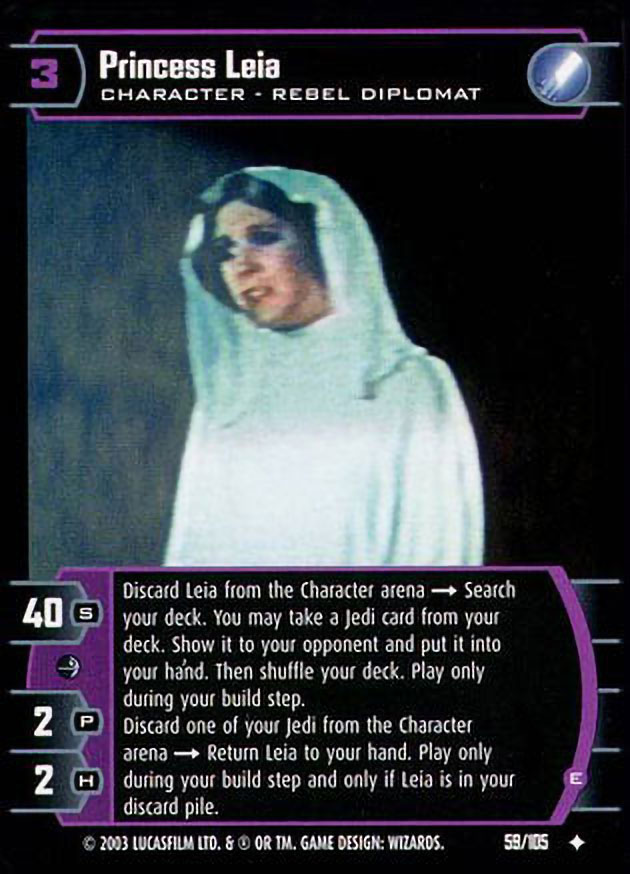 3
Princess Leia
CHARACTER - REBEL DIPLOMAT
Discard Leia from the Character arena → Search
your deck. You may take a Jedi card from your
deck. Show it to your opponent and put it into
your hand. Then shuffle your deck. Play only
during your build step.
Discard one of your Jedi from the Character
arena → Return Leia to your hand. Play only
during your build step and only if Leia is in your
discard pile.
40 S
2 P
2 H
E
© 2003 LUCASFILM LTD. & ® OR TM. GAME DESIGN: WIZARDS.
59/105